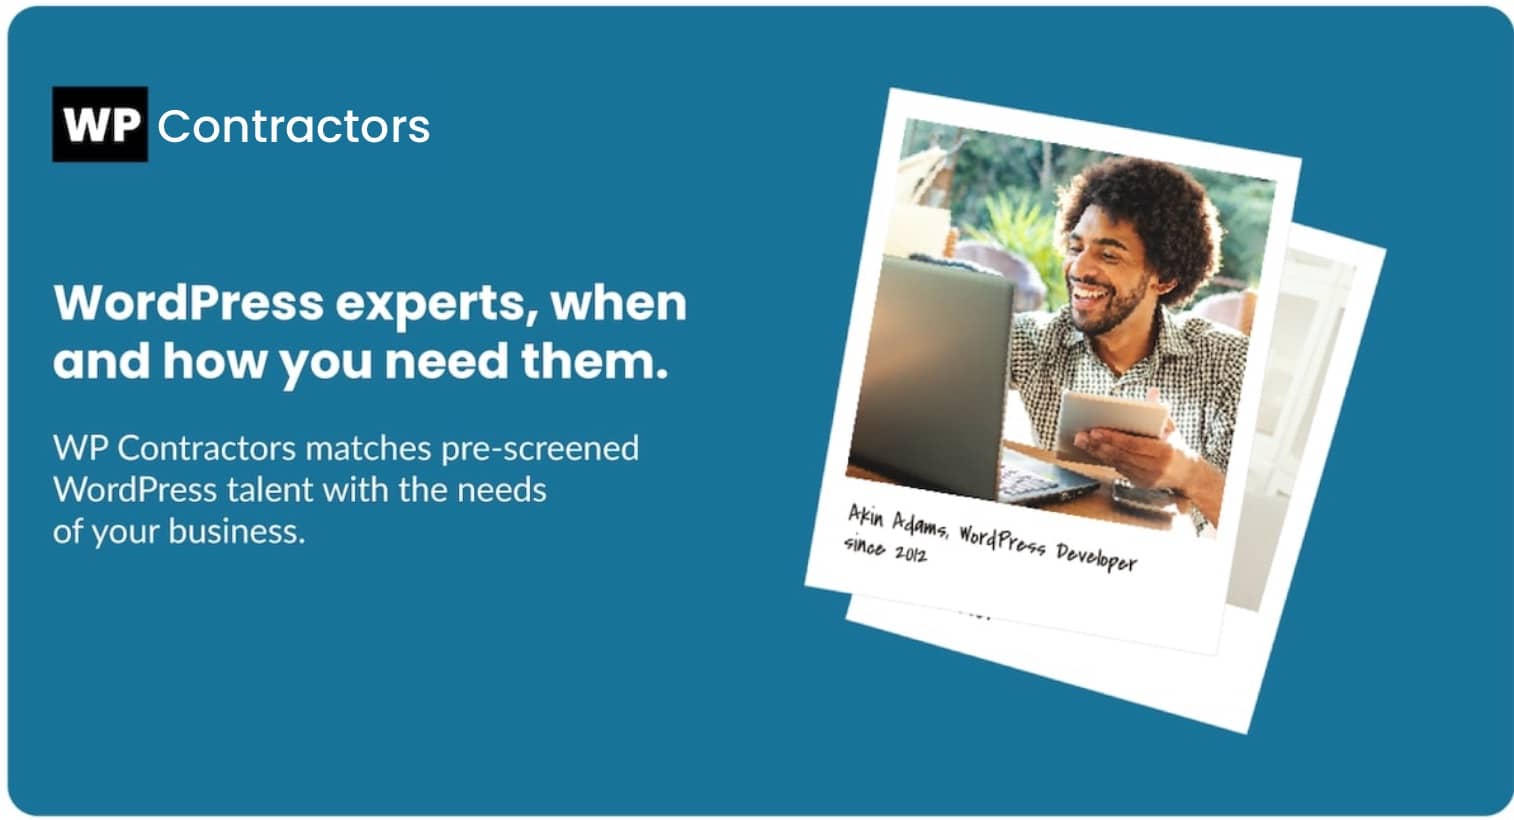 WP Contractors
WordPress experts, when
and how you need them.
WP Contractors matches pre-screened
WordPress talent with the needs
of your business.
Akin Adams, WordPress Developer
since 2012